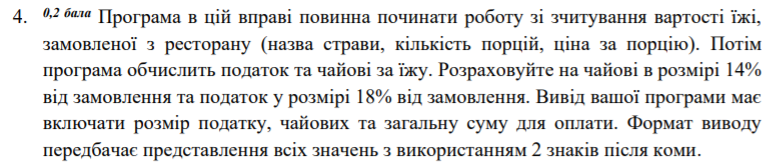 4. 0,2 бала Програма в цій вправі повинна починати роботу зі зчитування вартості їжі,
замовленої з ресторану (назва страви, кількість порцій, ціна за порцію). Потім
програма обчислить податок та чайові за їжу. Розраховуйте на чайові в розмірі 14%
від замовлення та податок у розмірі 18% від замовлення. Вивід вашої програми має
включати розмір податку, чайових та загальну суму для оплати. Формат виводу
передбачає представлення всіх значень з використанням 2 знаків після коми.